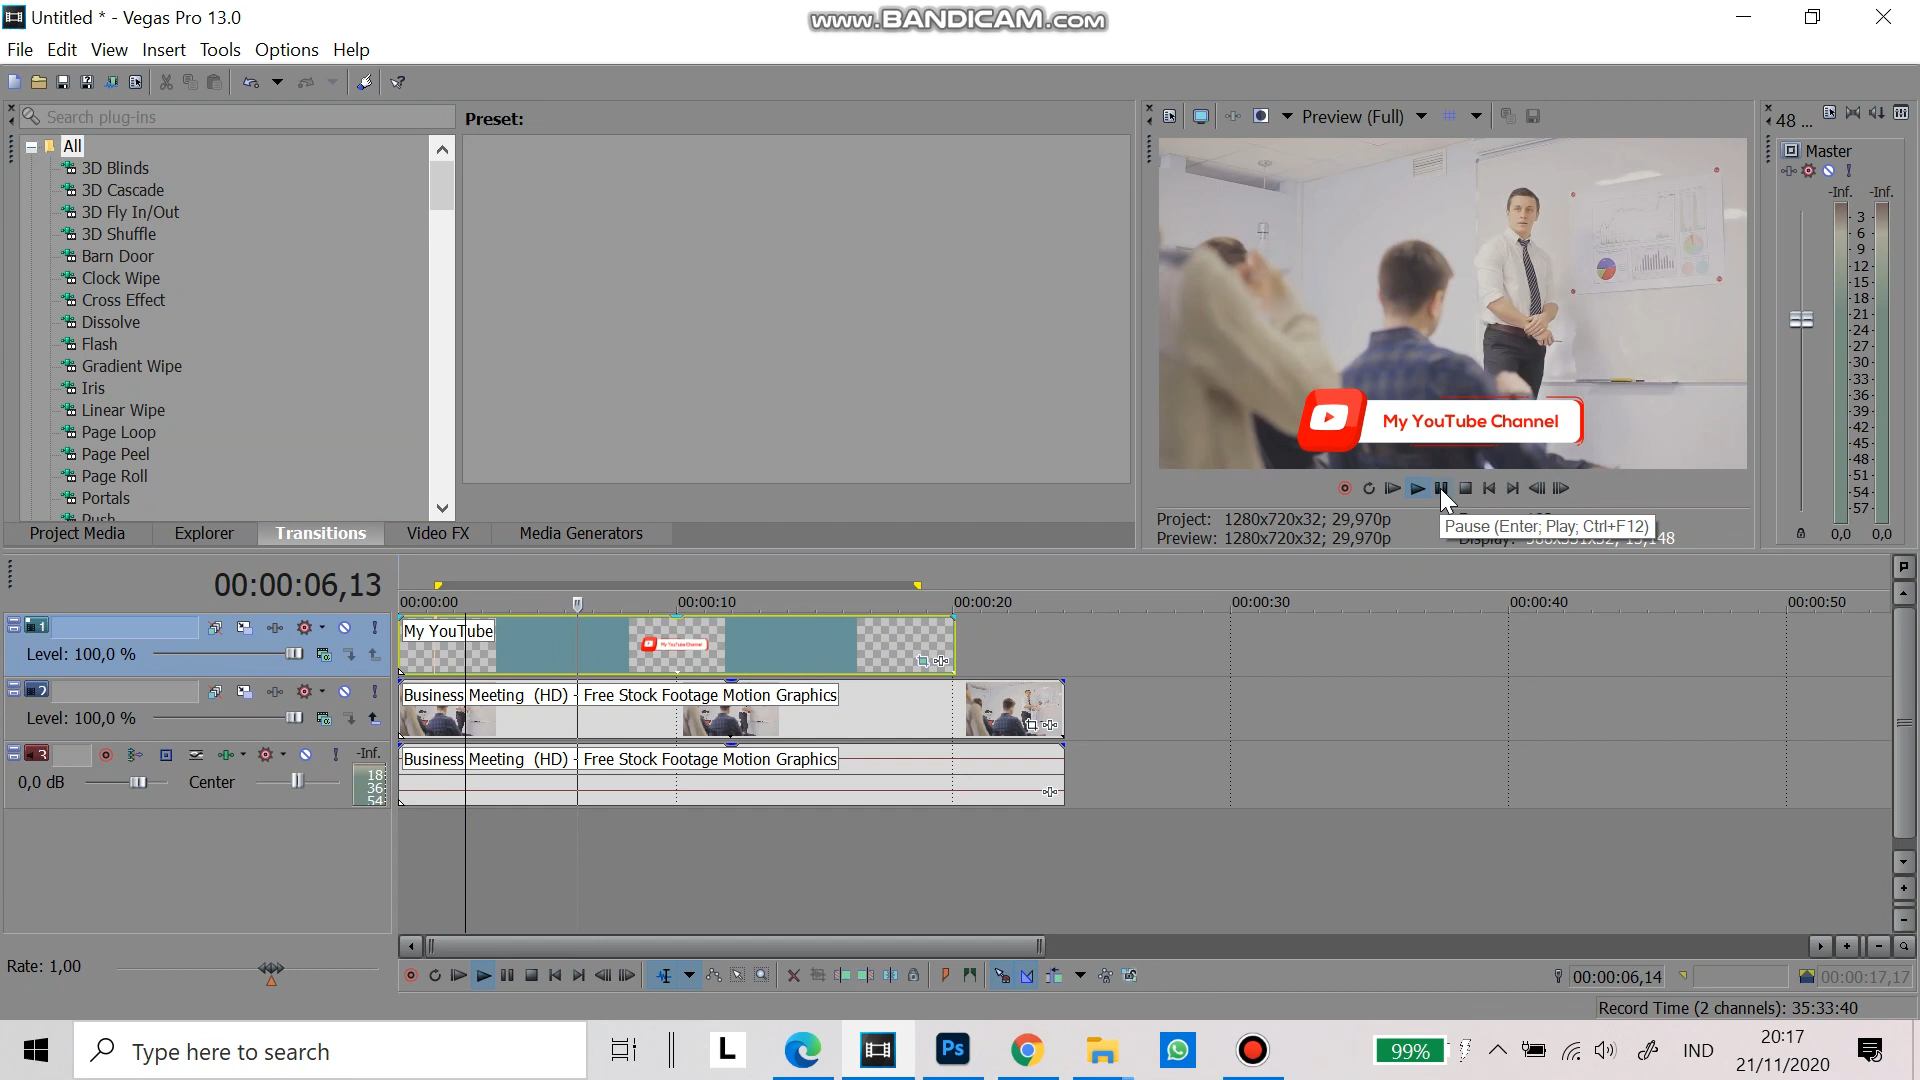 Untitled * - Vegas Pro 13.0
www.BANDICAM.com
File Edit View Insert Tools Options Help
Search plug-ins
Preset:
Preview (Full)
48 ...
All
3D Blinds
3D Cascade
3D Fly In/Out
3D Shuffle
Barn Door
Clock Wipe
Cross Effect
Dissolve
Flash
Gradient Wipe
Iris
Linear Wipe
Page Loop
Page Peel
Page Roll
Portals
Push
Master
-Inf. -Inf.
3
6
9
12
15
18
21
24
27
30
33
36
39
42
45
48
51
54
57
0,0 0,0
My YouTube Channel
Project Media Explorer Transitions Video FX Media Generators
Project: 1280x720x32; 29,970p
Preview: 1280x720x32; 29,970p
Pause (Enter; Play; Ctrl+F12)
00:00:06,13
00:00:00 00:00:10 00:00:20 00:00:30 00:00:40 00:00:50
1
My YouTube
My YouTube Channel
Level: 100,0 %
2
Business Meeting (HD) - Free Stock Footage Motion Graphics
Level: 100,0 %
3
-Inf.
Business Meeting (HD) - Free Stock Footage Motion Graphics
0,0 dB Center
18
36
54
Rate: 1,00
00:00:06,14
00:00:17,17
Record Time (2 channels): 35:33:40
Type here to search
L
Ps
99%
IND
20:17
21/11/2020